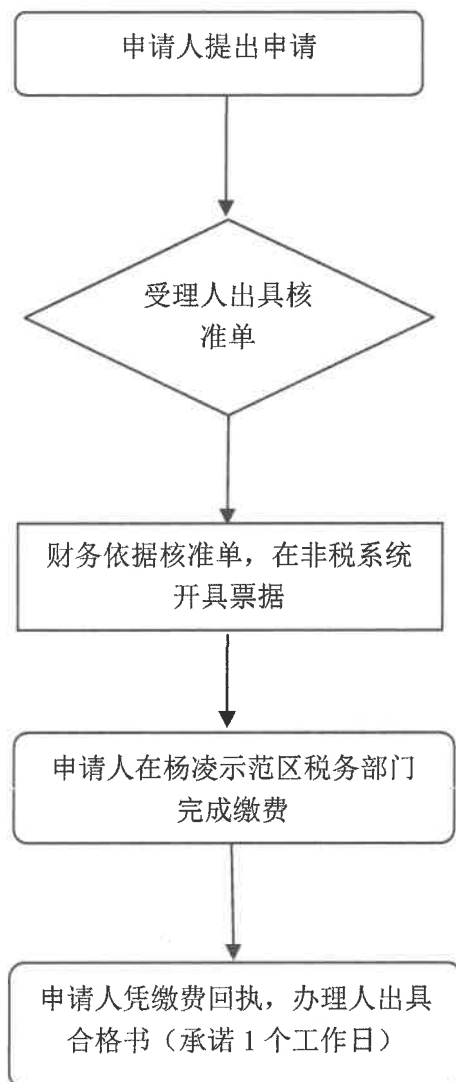 申请人提出申请
受理人出具核
准单
财务依据核准单，在非税系统
开具票据
申请人在杨凌示范区税务部门
完成缴费
申请人凭缴费回执，办理人出具
合格书（承诺1个工作日）